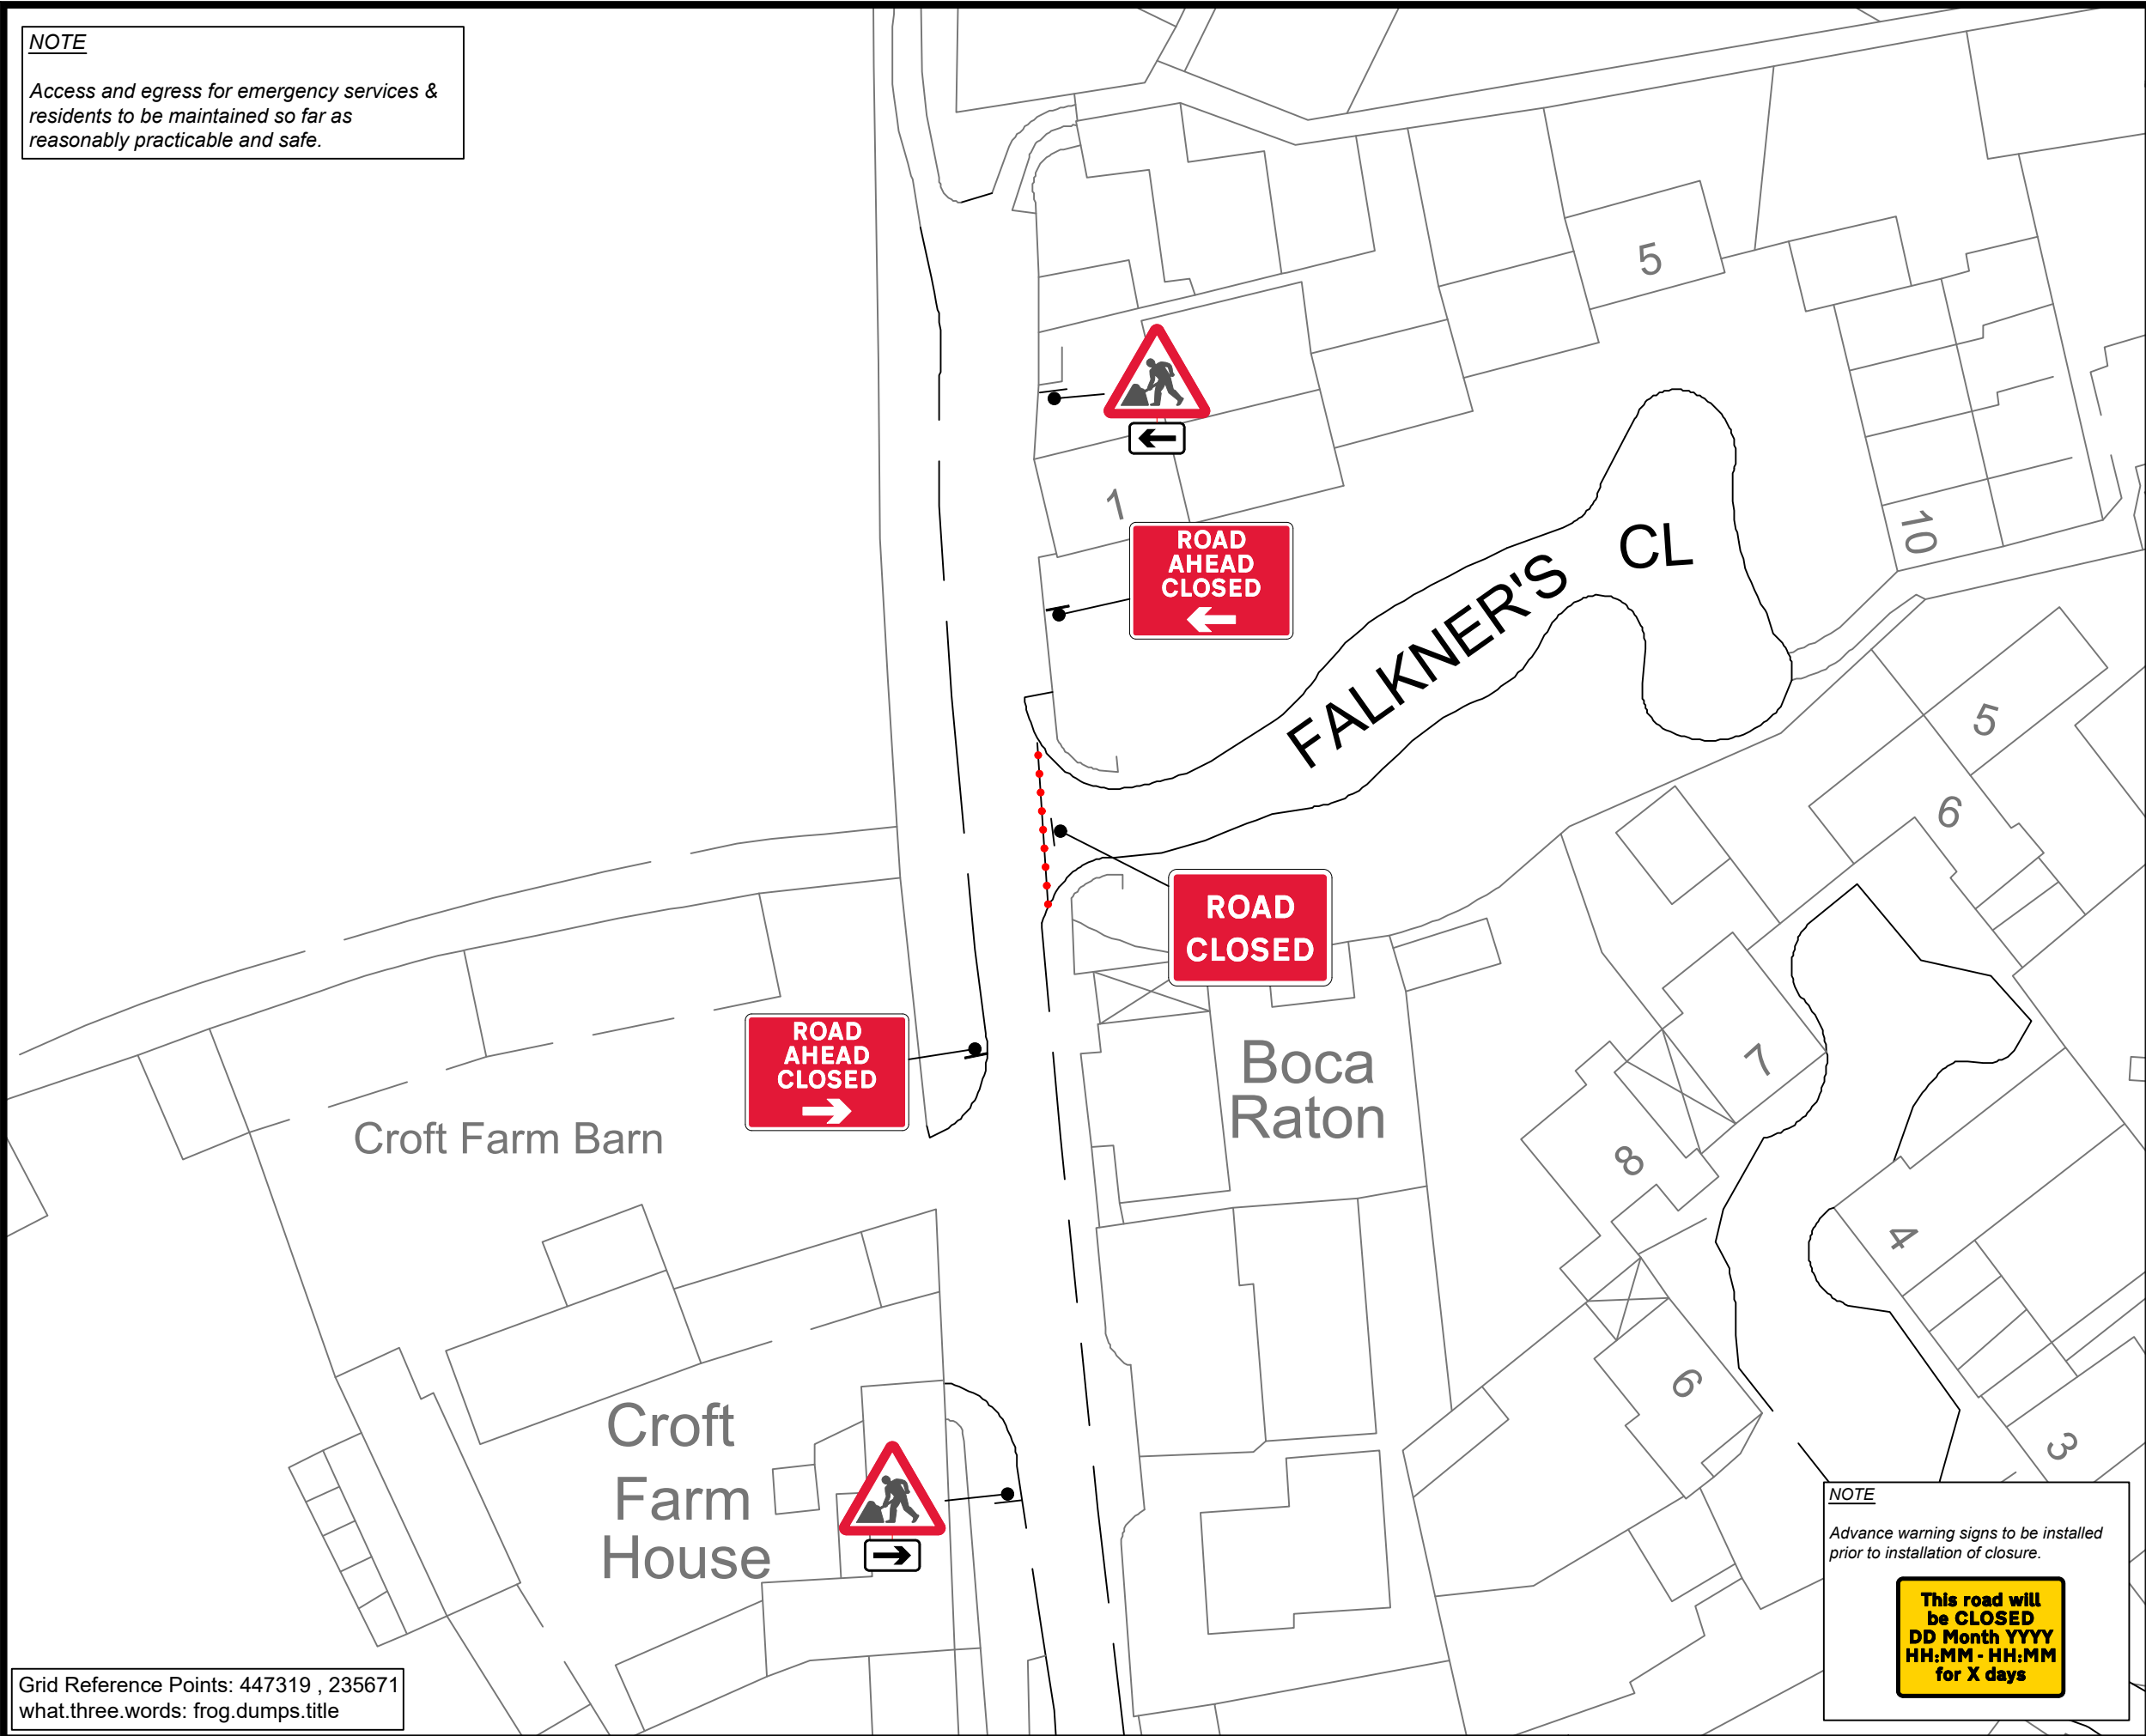 NOTE
Access and egress for emergency services &
residents to be maintained so far as
reasonably practicable and safe.
5
1
ROAD
AHEAD
CLOSED
FALKNER'S CL
10
5
6
ROAD
CLOSED
ROAD
AHEAD
CLOSED
Croft Farm Barn
Boca
Raton
7
8
4
6
3
Croft
Farm
House
NOTE
Advance warning signs to be installed
prior to installation of closure.
This road will
be CLOSED
DD Month YYYY
HH:MM - HH:MM
for X days
Grid Reference Points: 447319 , 235671
what.three.words: frog.dumps.title